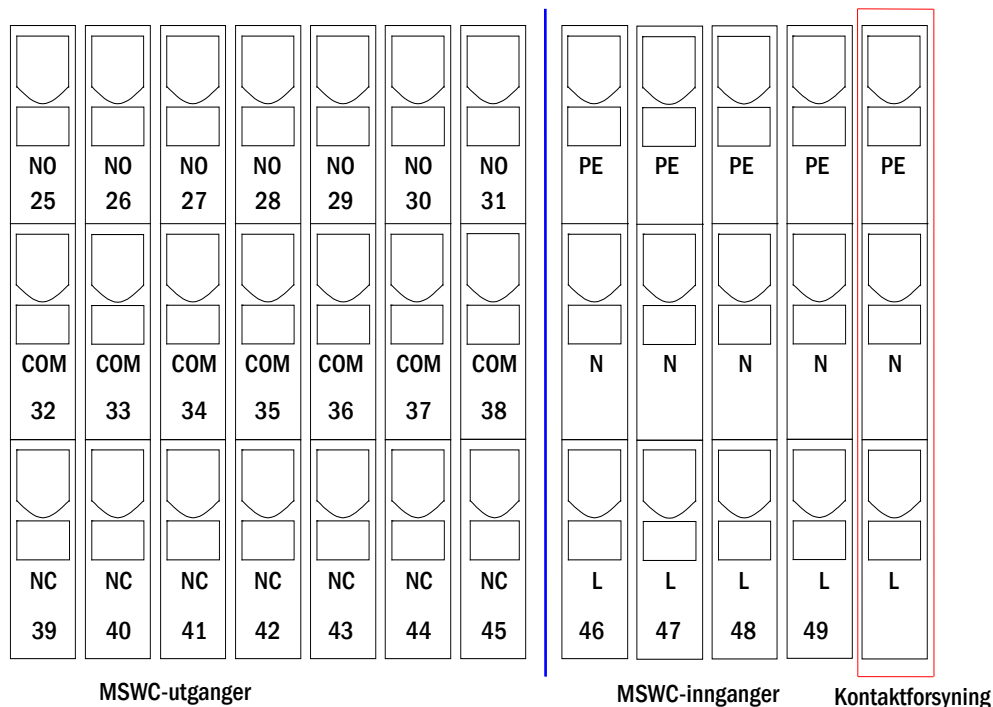 NO NO NO NO NO NO NO PE PE PE PE PE
25 26 27 28 29 30 31
COM COM COM COM COM COM COM N N N N N
32 33 34 35 36 37 38
NC NC NC NC NC NC NC L L L L L
39 40 41 42 43 44 45 46 47 48 49
MSWC-utganger MSWC-innganger Kontaktforsyning